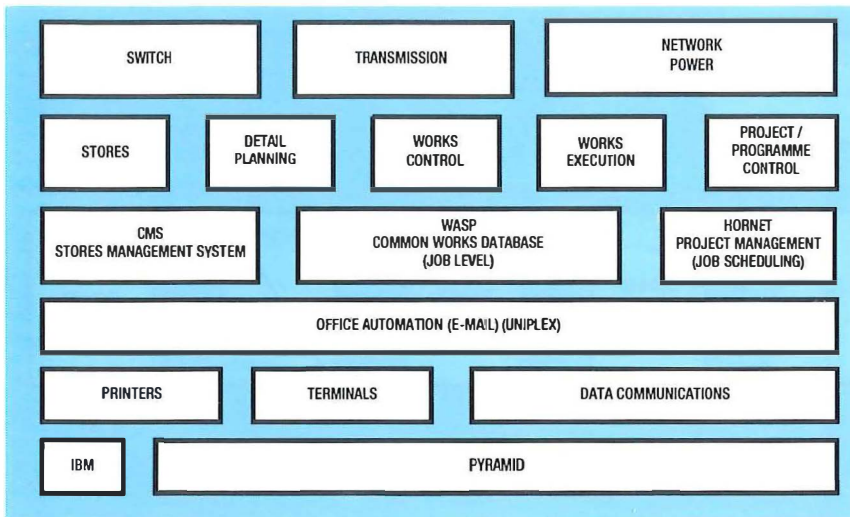 SWITCH
TRANSMISSION
NETWORK
POWER
STORES
DETAIL
PLANNING
WORKS
CONTROL
WORKS
EXECUTION
PROJECT /
PROGRAMME
CONTROL
CMS
STORES MANAGEMENT SYSTEM
WASP
COMMON WORKS DATABASE
(JOB LEVEL)
HORNET
PROJECT MANAGEMENT
(JOB SCHEDULING)
OFFICE AUTOMATION (E-MAIL) (UNIPLEX)
PRINTERS
TERMINALS
DATA COMMUNICATIONS
IBM
PYRAMID